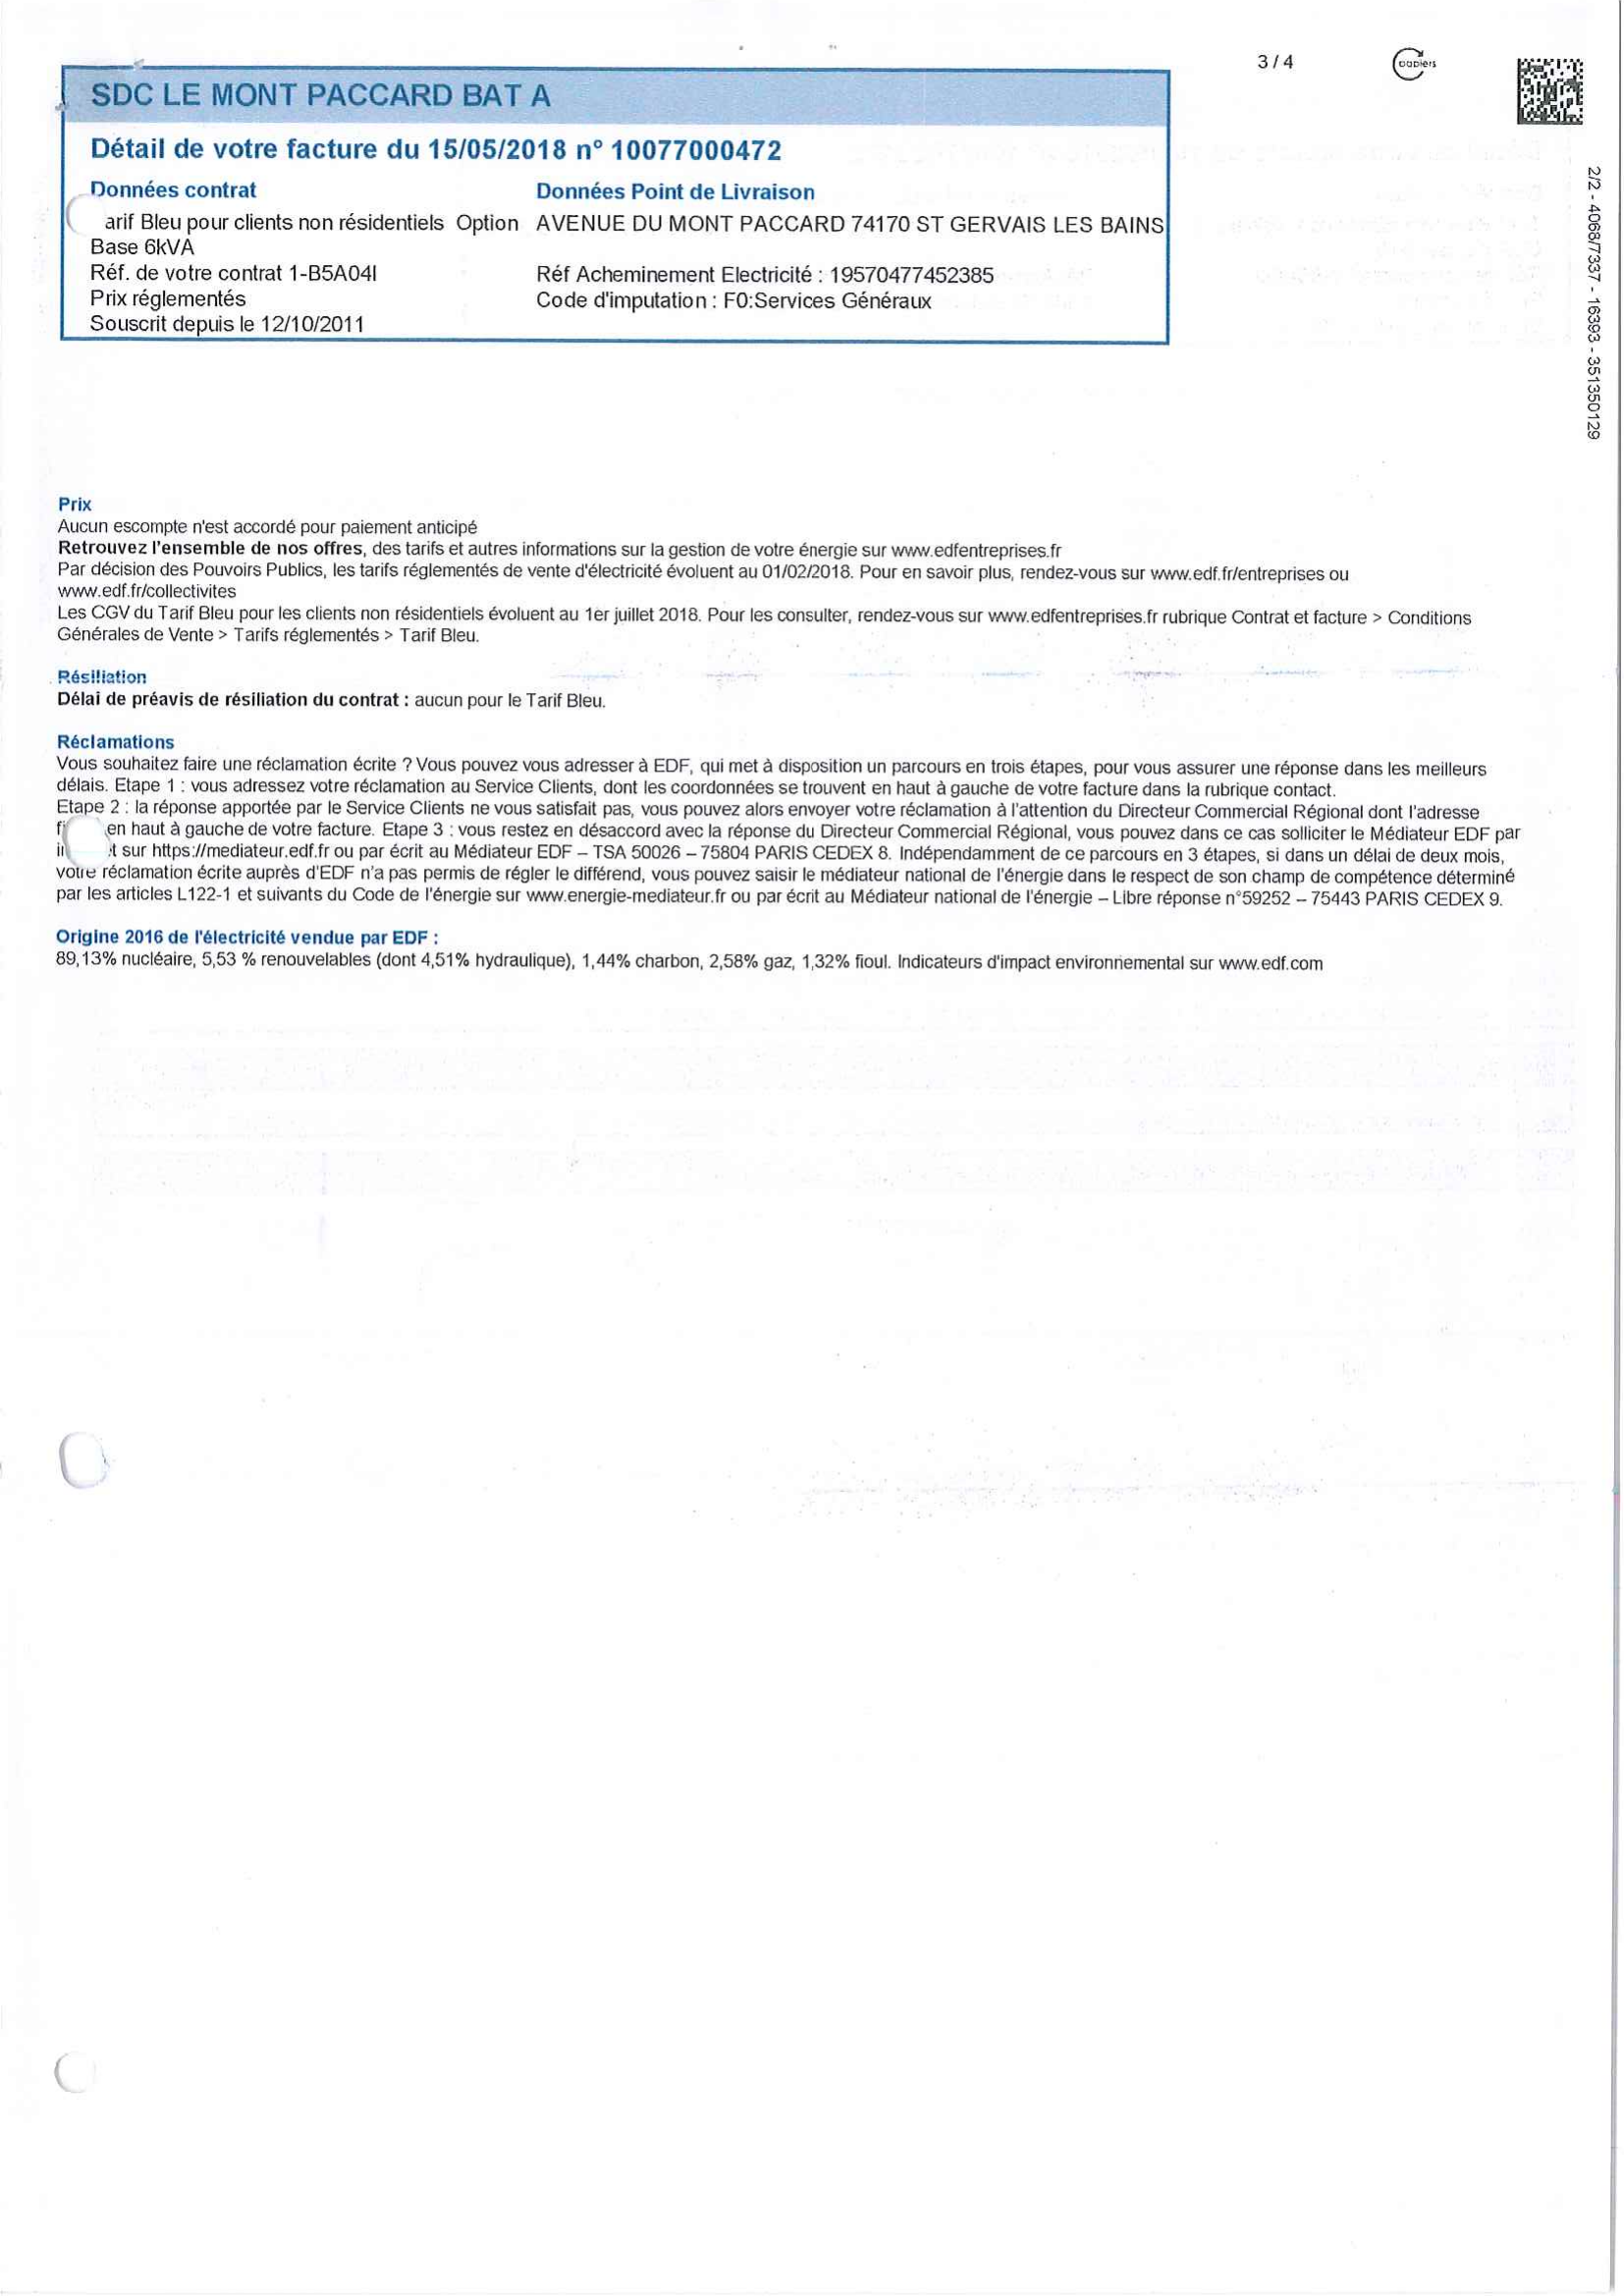 3 / 4
papiers
SDC LE MONT PACCARD BAT A
Détail de votre facture du 15/05/2018 n° 10077000472
Données contrat
arif Bleu pour clients non résidentiels Option
Base 6kVA
Réf. de votre contrat 1-B5A04I
Prix réglementés
Souscrit depuis le 12/10/2011
Données Point de Livraison
AVENUE DU MONT PACCARD 74170 ST GERVAIS LES BAINS
Réf Acheminement Electricité : 19570477452385
Code d'imputation : F0:Services Généraux
2/2 - 4068/7337 - 16393 - 351350129
Prix
Aucun escompte n'est accordé pour paiement anticipé
Retrouvez l'ensemble de nos offres, des tarifs et autres informations sur la gestion de votre énergie sur www.edfentreprises.fr
Par décision des Pouvoirs Publics, les tarifs réglementés de vente d'électricité évoluent au 01/02/2018. Pour en savoir plus, rendez-vous sur www.edf.fr/entreprises ou
www.edf.fr/collectivites
Les CGV du Tarif Bleu pour les clients non résidentiels évoluent au 1er juillet 2018. Pour les consulter, rendez-vous sur www.edfentreprises.fr rubrique Contrat et facture > Conditions
Générales de Vente > Tarifs réglementés > Tarif Bleu.
Résiliation
Délai de préavis de résiliation du contrat : aucun pour le Tarif Bleu.
Réclamations
Vous souhaitez faire une réclamation écrite ? Vous pouvez vous adresser à EDF, qui met à disposition un parcours en trois étapes, pour vous assurer une réponse dans les meilleurs
délais. Etape 1 : vous adressez votre réclamation au Service Clients, dont les coordonnées se trouvent en haut à gauche de votre facture dans la rubrique contact.
Etape 2 : la réponse apportée par le Service Clients ne vous satisfait pas, vous pouvez alors envoyer votre réclamation à l'attention du Directeur Commercial Régional dont l'adresse
en haut à gauche de votre facture. Etape 3 : vous restez en désaccord avec la réponse du Directeur Commercial Régional, vous pouvez dans ce cas solliciter le Médiateur EDF par
sur https://mediateur.edf.fr ou par écrit au Médiateur EDF – TSA 50026 – 75804 PARIS CEDEX 8. Indépendamment de ce parcours en 3 étapes, si dans un délai de deux mois,
votre réclamation écrite auprès d'EDF n'a pas permis de régler le différend, vous pouvez saisir le médiateur national de l'énergie dans le respect de son champ de compétence déterminé
par les articles L122-1 et suivants du Code de l'énergie sur www.energie-mediateur.fr ou par écrit au Médiateur national de l'énergie – Libre réponse n°59252 – 75443 PARIS CEDEX 9.
Origine 2016 de l'électricité vendue par EDF :
89,13% nucléaire, 5,53 % renouvelables (dont 4,51% hydraulique), 1,44% charbon, 2,58% gaz, 1,32% fioul. Indicateurs d'impact environnemental sur www.edf.com